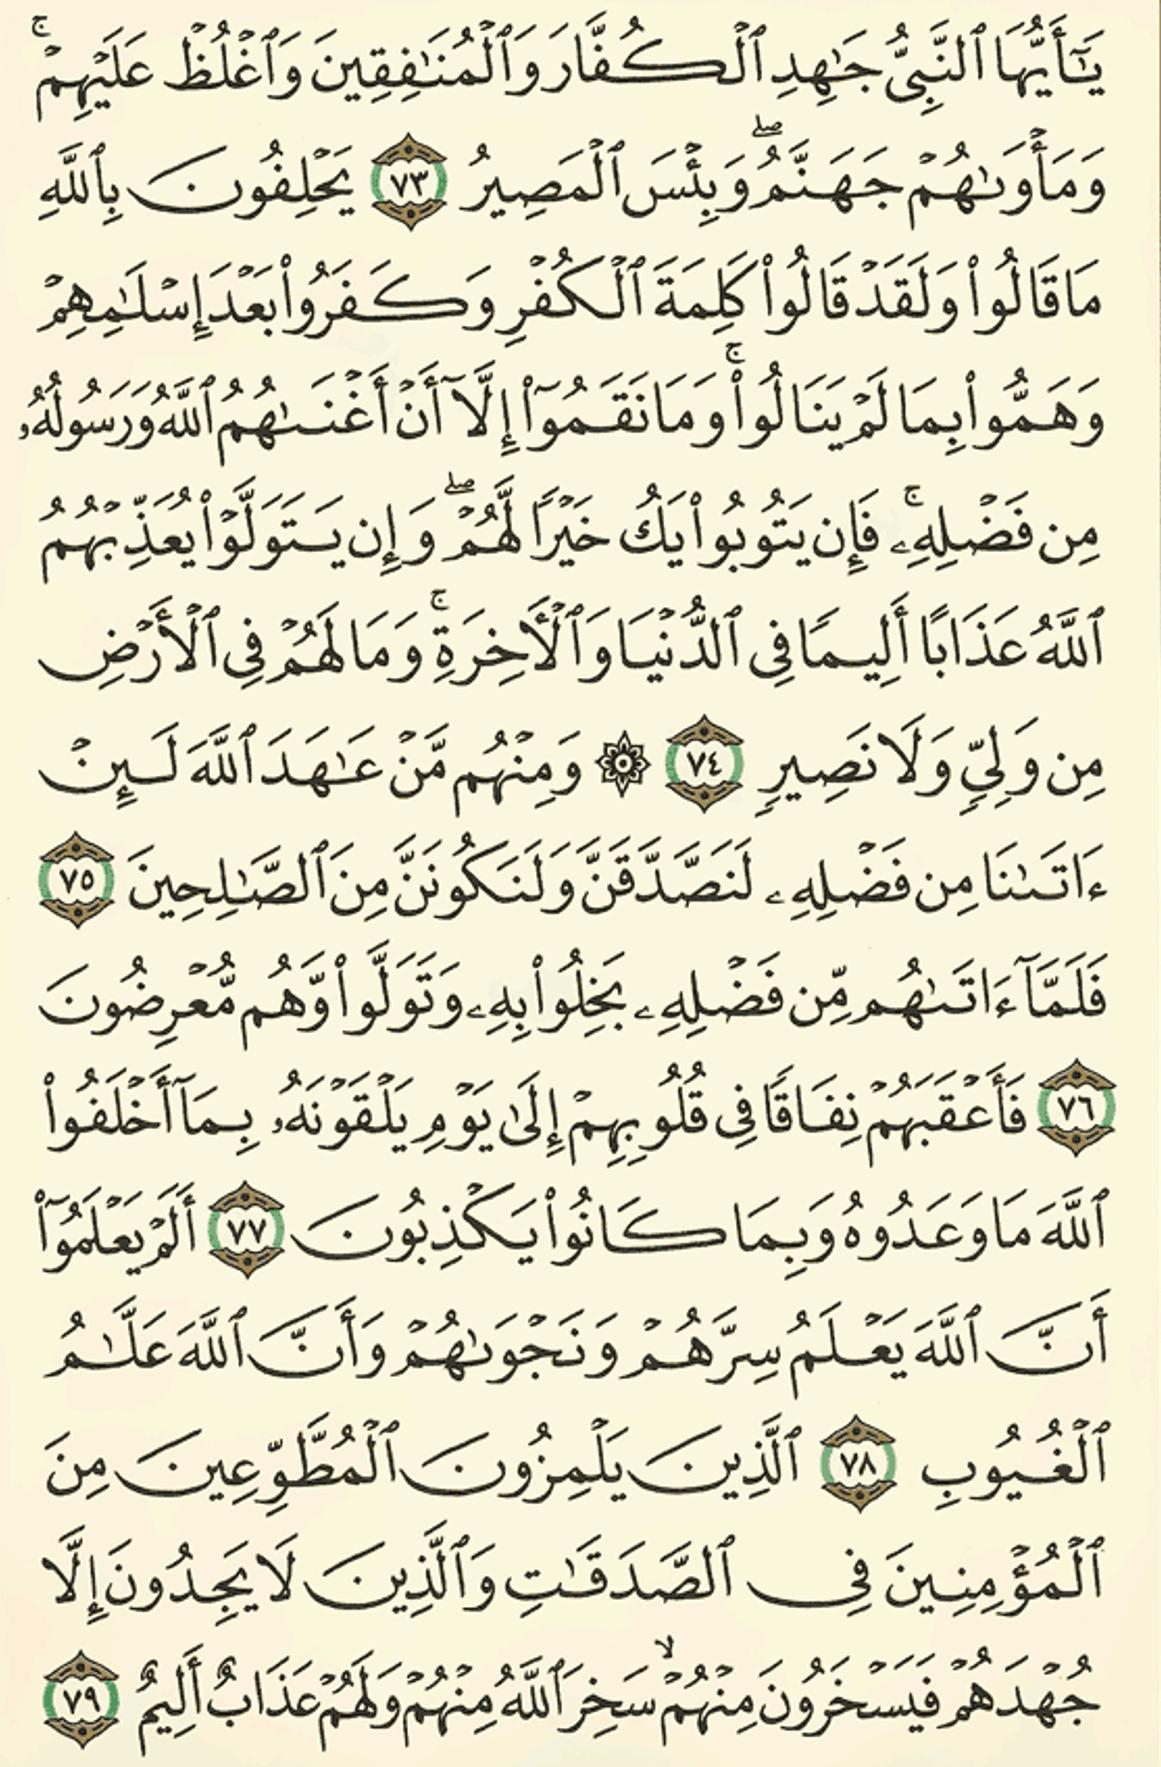 يَـٰٓأَيُّهَا ٱلنَّبِىُّ جَـٰهِدِ ٱلۡكُفَّارَ وَٱلۡمُنَـٰفِقِينَ وَٱغۡلُظۡ عَلَيۡهِمۡۚ
وَمَأۡوَىٰهُمۡ جَهَنَّمُۖ وَبِئۡسَ ٱلۡمَصِيرُ ٧٣ يَحۡلِفُونَ بِٱللَّهِ
مَا قَالُواْ وَلَقَدۡ قَالُواْ كَلِمَةَ ٱلۡكُفۡرِ وَكَفَرُواْ بَعۡدَ إِسۡلَـٰمِهِمۡ
وَهَمُّواْ بِمَا لَمۡ يَنَالُواْۚ وَمَا نَقَمُوٓاْ إِلَّآ أَنۡ أَغۡنَىٰهُمُ ٱللَّهُ وَرَسُولُهُۥ
مِن فَضۡلِهِۦۚ فَإِن يَتُوبُواْ يَكُ خَيۡرًا لَّهُمۡۖ وَإِن يَتَوَلَّوۡاْ يُعَذِّبۡهُمُ
ٱللَّهُ عَذَابًا أَلِيمًا فِى ٱلدُّنۡيَا وَٱلۡأَخِرَةِۚ وَمَا لَهُمۡ فِى ٱلۡأَرۡضِ
مِن وَلِىٍّ وَلَا نَصِيرٍ ٧٤ ۞ وَمِنۡهُم مَّنۡ عَـٰهَدَ ٱللَّهَ لَئِنۡ
ءَاتَىٰنَا مِن فَضۡلِهِۦ لَنَصَّدَّقَنَّ وَلَنَكُونَنَّ مِنَ ٱلصَّـٰلِحِينَ ٧٥
فَلَمَّآ ءَاتَىٰهُم مِّن فَضۡلِهِۦ بَخِلُواْ بِهِۦ وَتَوَلَّواْ وَّهُم مُّعۡرِضُونَ
٧٦ فَأَعۡقَبَهُمۡ نِفَاقًا فِى قُلُوبِهِمۡ إِلَىٰ يَوۡمِ يَلۡقَوۡنَهُۥ بِمَآ أَخۡلَفُواْ
ٱللَّهَ مَا وَعَدُوهُ وَبِمَا كَانُواْ يَكۡذِبُونَ ٧٧ أَلَمۡ يَعۡلَمُوٓاْ
أَنَّ ٱللَّهَ يَعۡلَمُ سِرَّهُمۡ وَنَجۡوَىٰهُمۡ وَأَنَّ ٱللَّهَ عَلَّـٰمُ
ٱلۡغُيُوبِ ٧٨ ٱلَّذِينَ يَلۡمِزُونَ ٱلۡمُطَّوِّعِينَ مِنَ
ٱلۡمُؤۡمِنِينَ فِى ٱلصَّدَقَـٰتِ وَٱلَّذِينَ لَا يَجِدُونَ إِلَّا
جُهۡدَهُمۡ فَيَسۡخَرُونَ مِنۡهُمۡۙ سَخِرَ ٱللَّهُ مِنۡهُمۡ وَلَهُمۡ عَذَابٌ أَلِيمٌ ٧٩